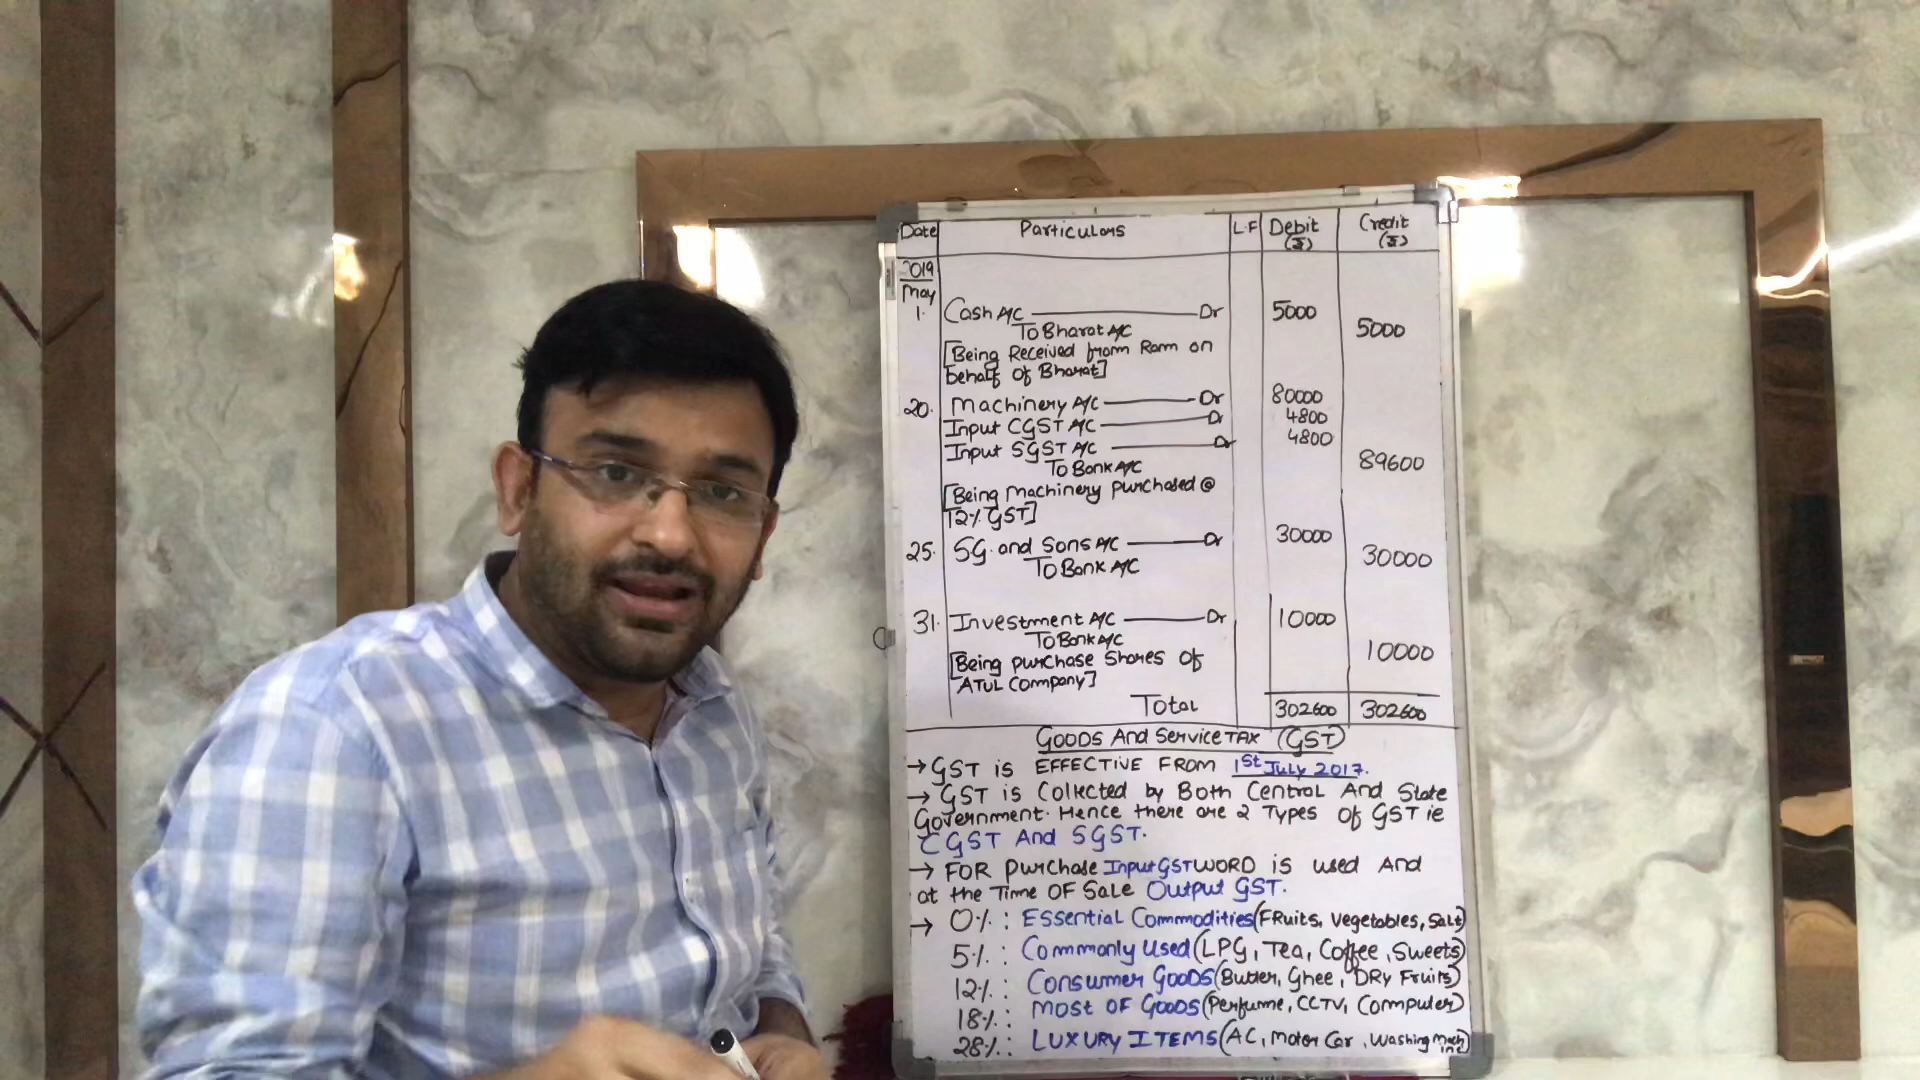 Date Particulars L.F Debit (₹) Credit (₹)
2019
May
1. Cash A/C Dr 5000
To Bharat A/C 5000
[Being Received from Ram on
behalf of Bharat]
20. Machinery A/C Dr 80000
Input CGST A/C Dr 4800
Input SGST A/C Dr 4800
To Bank A/C 89600
[Being Machinery purchased @
12% GST]
25. SG. and Sons A/C Dr 30000
To Bank A/C 30000
31. Investment A/C Dr 10000
To Bank A/C 10000
[Being purchase Shares of
ATUL Company]
Total 302600 302600
GOODS And Service TAX (GST)
→ GST is EFFECTIVE FROM 1st July 2017.
→ GST is Collected by Both Central And State
Government. Hence there are 2 Types of GST ie
CGST And SGST.
→ FOR purchase Input GST WORD is used And
at the Time OF Sale Output GST.
→ 0%: Essential Commodities (FRuits, Vegetables, Salt)
5%: Commonly Used (LPG, Tea, Coffee, Sweets)
12%: Consumer Goods (Butter, Ghee, DRy Fruits)
18%: Most OF Goods (Perfume, CCTV, Computer)
28%: LUXURY ITEMS (AC, Motor Car, Washing Machine)